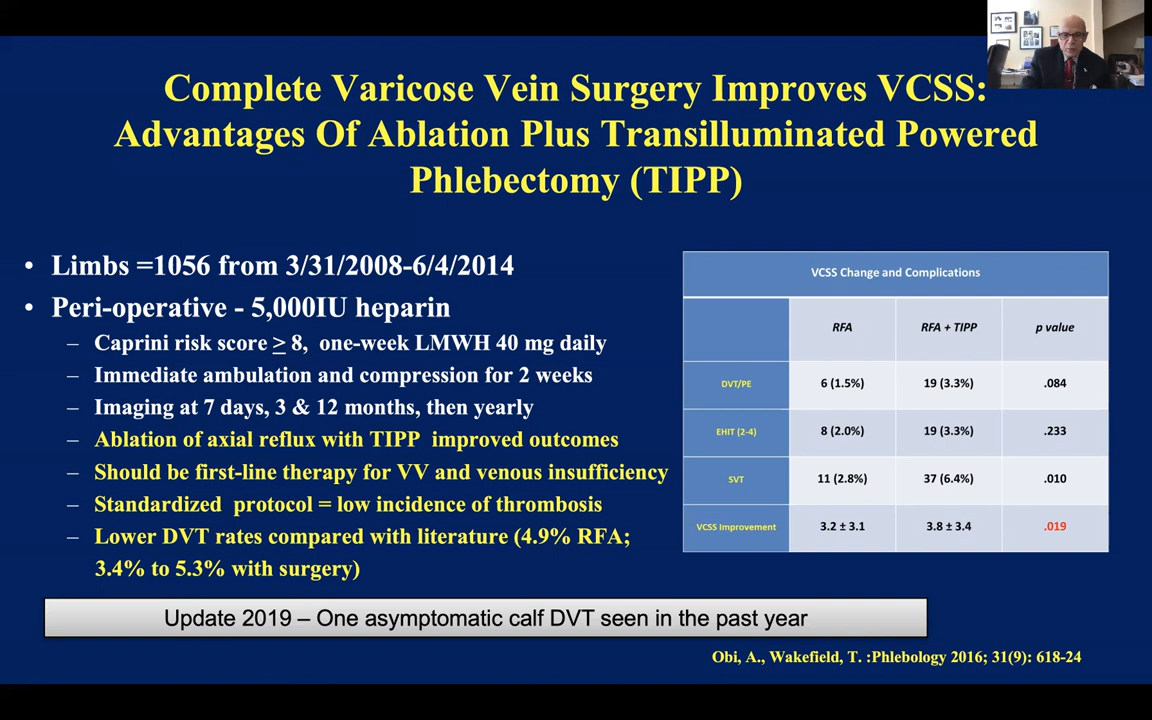 Complete Varicose Vein Surgery Improves VCSS:
Advantages Of Ablation Plus Transilluminated Powered
Phlebectomy (TIPP)
• Limbs =1056 from 3/31/2008-6/4/2014
• Peri-operative - 5,000IU heparin
– Caprini risk score ≥ 8, one-week LMWH 40 mg daily
– Immediate ambulation and compression for 2 weeks
– Imaging at 7 days, 3 & 12 months, then yearly
– Ablation of axial reflux with TIPP improved outcomes
– Should be first-line therapy for VV and venous insufficiency
– Standardized protocol = low incidence of thrombosis
– Lower DVT rates compared with literature (4.9% RFA;
3.4% to 5.3% with surgery)
VCSS Change and Complications
RFA RFA + TIPP p value
DVT/PE 6 (1.5%) 19 (3.3%) .084
EHIT (2-4) 8 (2.0%) 19 (3.3%) .233
SVT 11 (2.8%) 37 (6.4%) .010
VCSS Improvement 3.2 ± 3.1 3.8 ± 3.4 .019
Update 2019 – One asymptomatic calf DVT seen in the past year
Obi, A., Wakefield, T. :Phlebology 2016; 31(9): 618-24